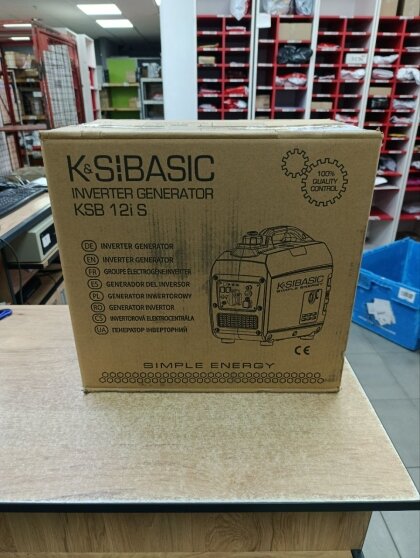 K&S BASIC
INVERTER GENERATOR
KSB 12i S
100%
QUALITY
CONTROL
DE INVERTER GENERATOR
EN INVERTER GENERATOR
FR GROUPE ÉLECTROGÈNE INVERTER
ES GENERADOR DEL INVERSOR
PL GENERATOR INWERTOROWY
RO GENERATOR INVERTOR
CS INVERTOROVÁ ELEKTROCENTRÁLA
UA ГЕНЕРАТОР ІНВЕРТОРНИЙ
K&S BASIC
CE
SIMPLE ENERGY